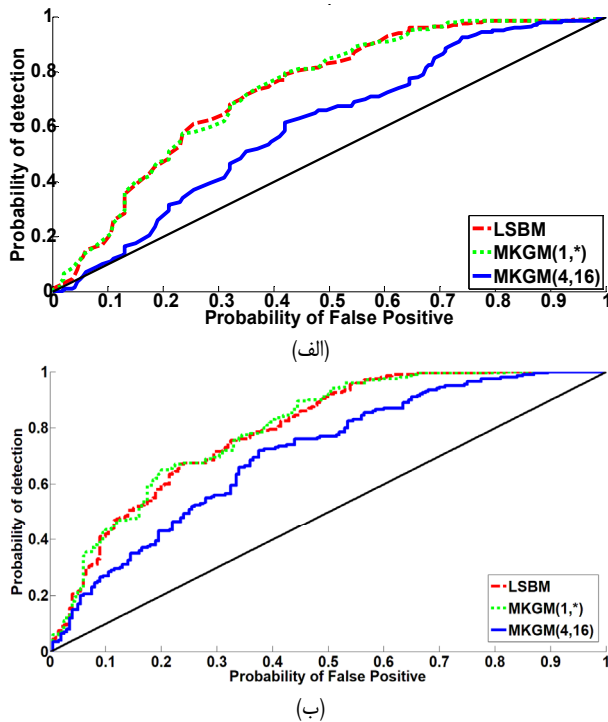 1
0.8
0.6
0.4
0.2
0
Probability of detection
LSBM
MKGM(1,*)
MKGM(4,16)
0 0.1 0.2 0.3 0.4 0.5 0.6 0.7 0.8 0.9 1
Probability of False Positive
(الف)
1
0.8
0.6
0.4
0.2
0
Probability of detection
LSBM
MKGM(1,*)
MKGM(4,16)
0.1 0.2 0.3 0.4 0.5 0.6 0.7 0.8 0.9 1
Probability of False Positive
(ب)